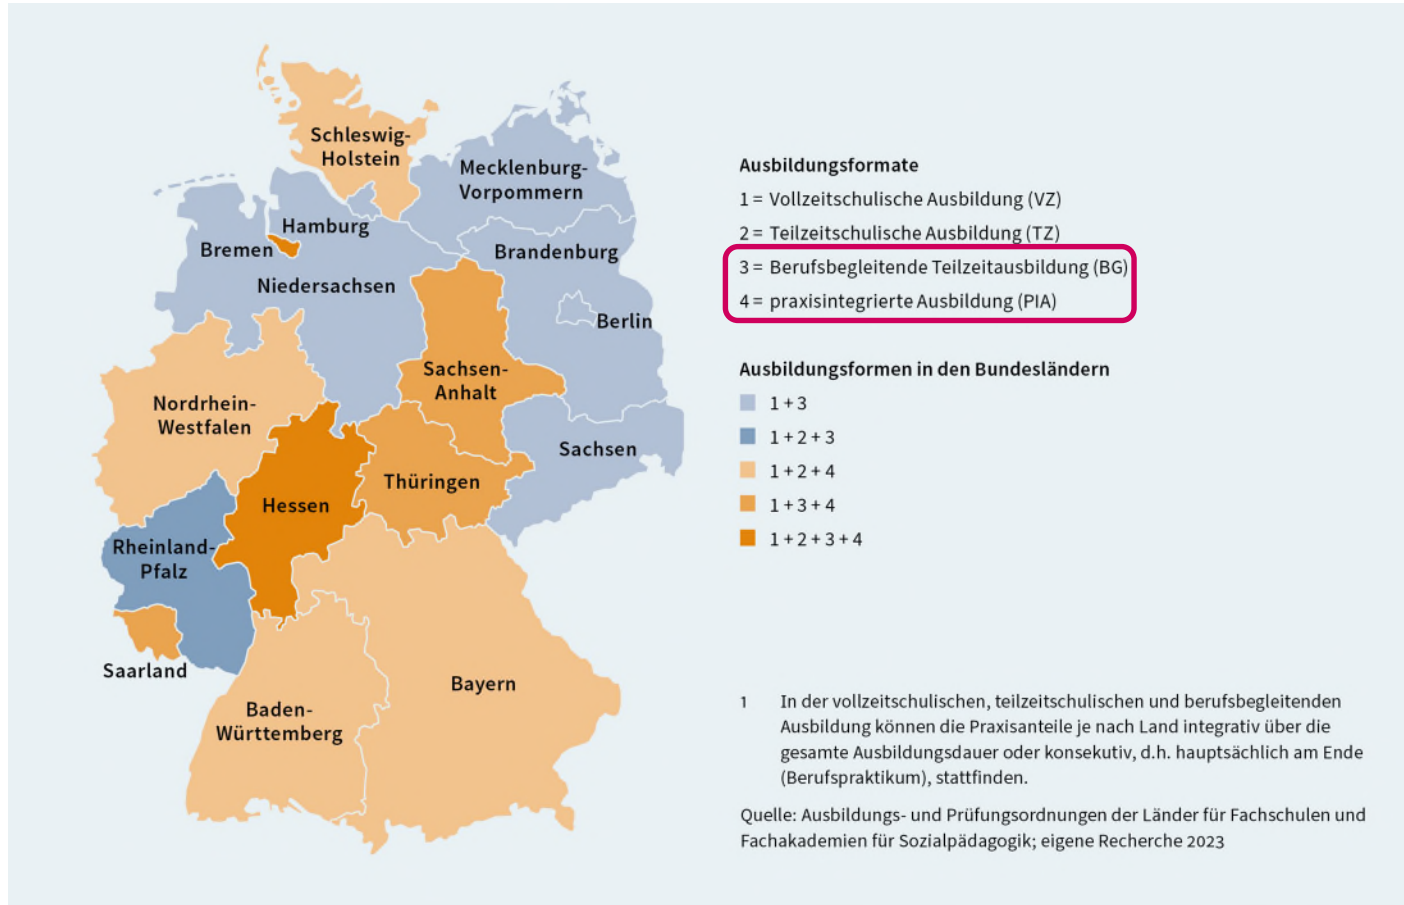 Schleswig-
Holstein
Mecklenburg-
Vorpommern
Hamburg
Bremen
Niedersachsen
Brandenburg
Berlin
Sachsen-
Anhalt
Nordrhein-
Westfalen
Sachsen
Thüringen
Hessen
Rheinland-
Pfalz
Saarland
Bayern
Baden-
Württemberg
Ausbildungsformate
1 = Vollzeitschulische Ausbildung (VZ)
2 = Teilzeitschulische Ausbildung (TZ)
3 = Berufsbegleitende Teilzeitausbildung (BG)
4 = praxisintegrierte Ausbildung (PIA)
Ausbildungsformen in den Bundesländern
1 + 3
1 + 2 + 3
1 + 2 + 4
1 + 3 + 4
1 + 2 + 3 + 4
1 In der vollzeitschulischen, teilzeitschulischen und berufsbegleitenden
Ausbildung können die Praxisanteile je nach Land integrativ über die
gesamte Ausbildungsdauer oder konsekutiv, d.h. hauptsächlich am Ende
(Berufspraktikum), stattfinden.
Quelle: Ausbildungs- und Prüfungsordnungen der Länder für Fachschulen und
Fachakademien für Sozialpädagogik; eigene Recherche 2023